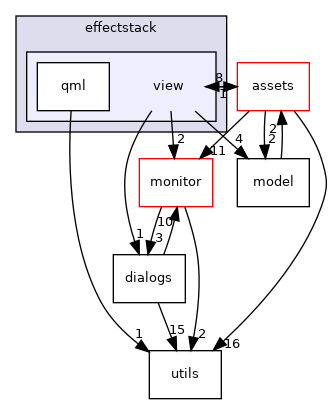 effectstack
qml
view
8
1
assets
2
4
11
2
2
monitor
model
1
10
3
dialogs
1
15
2
16
utils